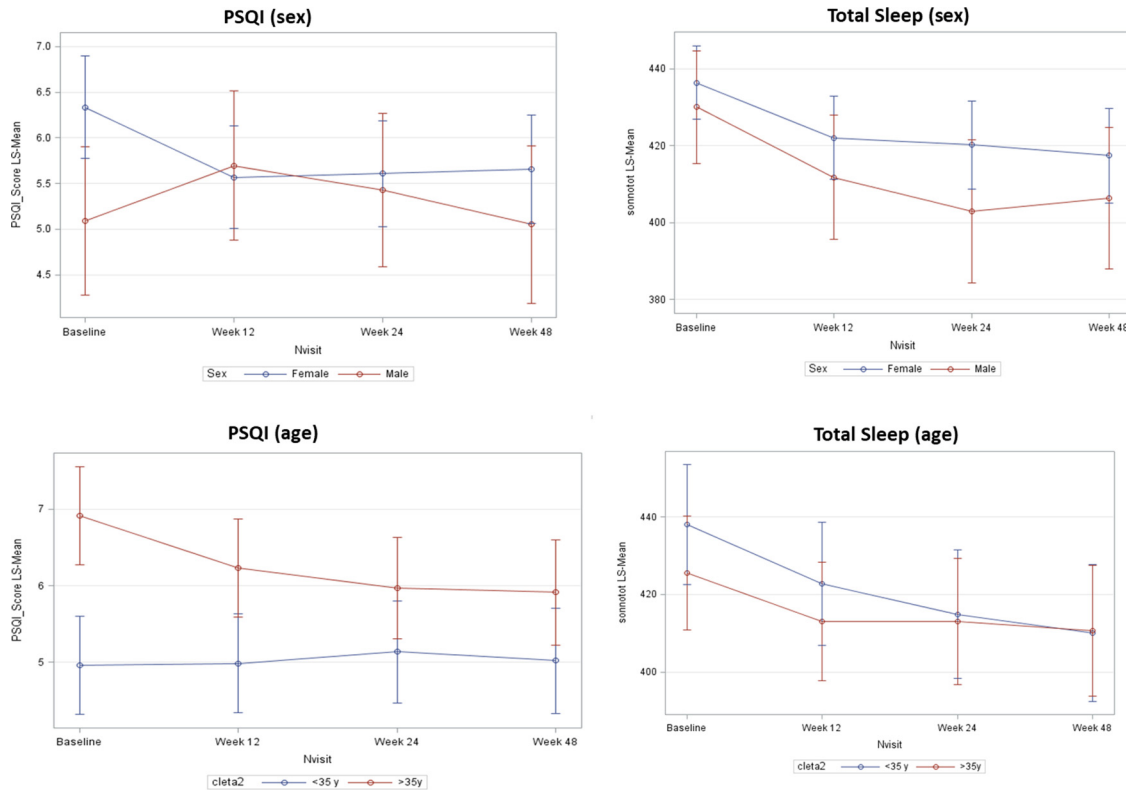 PSQI (sex)
7.0
6.5
6.0
5.5
5.0
4.5
PSQI_Score LS-Mean
Baseline
Week 12
Week 24
Week 48
Nvisit
Sex Female Male
Total Sleep (sex)
440
420
400
380
sonnotot LS-Mean
Baseline
Week 12
Week 24
Week 48
Nvisit
Sex Female Male
PSQI (age)
7
6
5
PSQI_Score LS-Mean
Baseline
Week 12
Week 24
Week 48
Nvisit
cleta2 <35 y >35y
Total Sleep (age)
440
420
400
sonnotot LS-Mean
Baseline
Week 12
Week 24
Week 48
Nvisit
cleta2 <35 y >35y